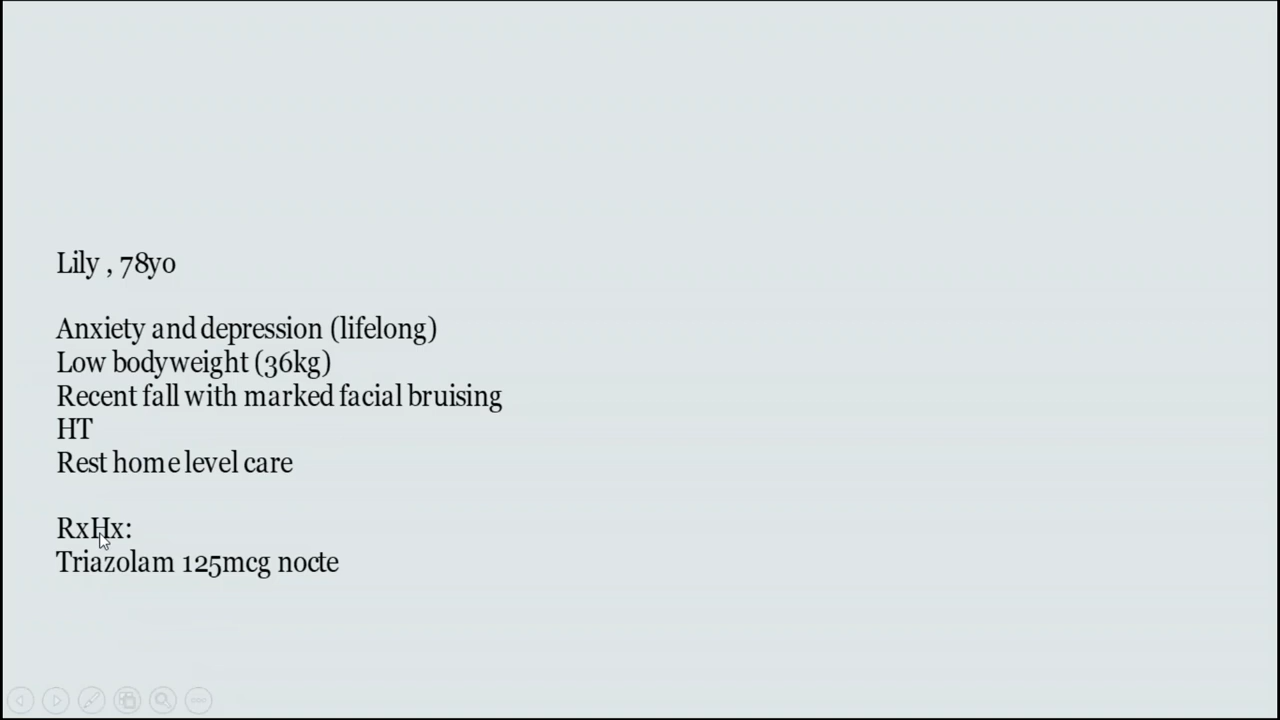 Lily , 78yo
Anxiety and depression (lifelong)
Low bodyweight (36kg)
Recent fall with marked facial bruising
HT
Rest home level care
RxHx:
Triazolam 125mcg nocte